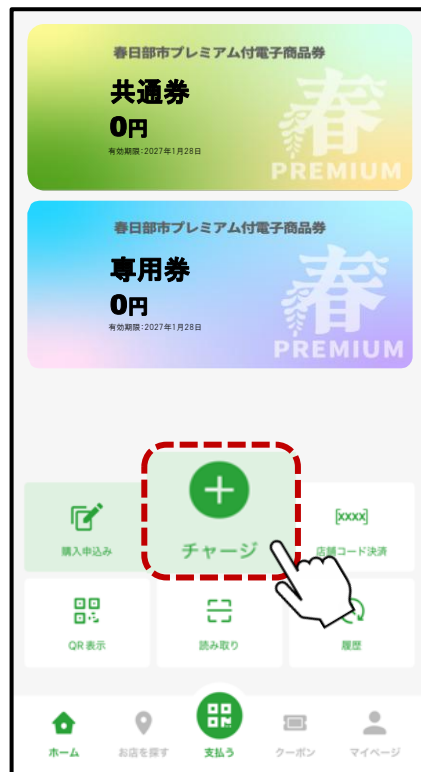 春日部市プレミアム付電子商品券
共通券
0円
有効期限:2027年1月28日
春
PREMIUM
春日部市プレミアム付電子商品券
専用券
0円
有効期限:2027年1月28日
春
PREMIUM
購入申込み
チャージ
[xxxx]
店舗コード決済
QR表示
読み取り
履歴
ホーム
お店を探す
支払う
クーポン
マイページ